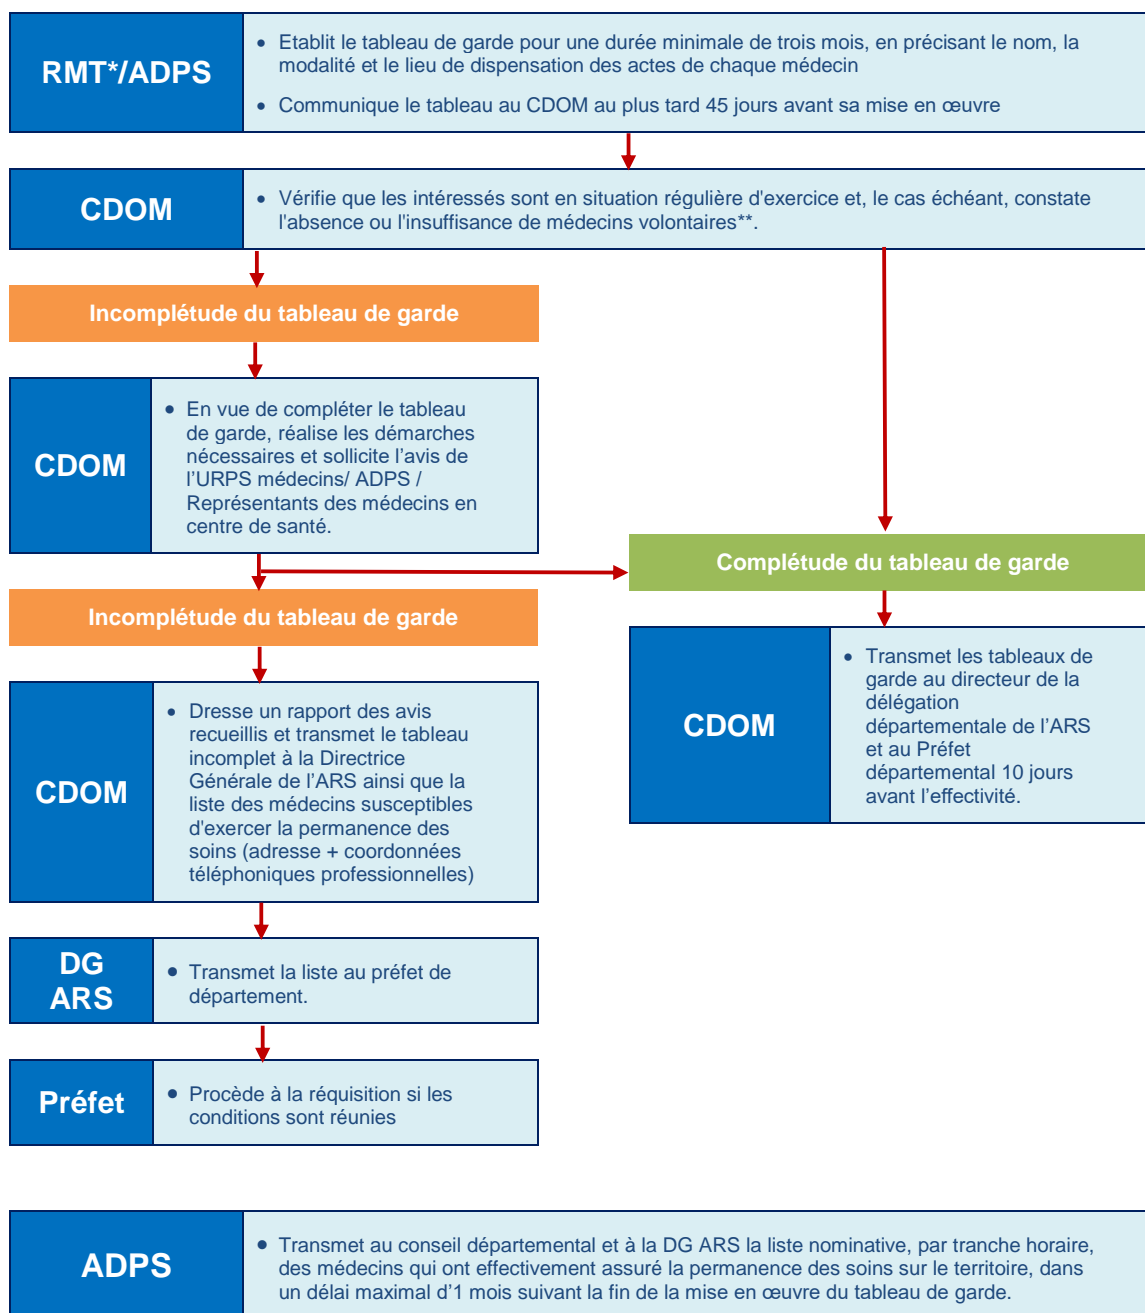 RMT*/ADPS
• Etablit le tableau de garde pour une durée minimale de trois mois, en précisant le nom, la
modalité et le lieu de dispensation des actes de chaque médecin
• Communique le tableau au CDOM au plus tard 45 jours avant sa mise en œuvre
CDOM
• Vérifie que les intéressés sont en situation régulière d'exercice et, le cas échéant, constate
l'absence ou l'insuffisance de médecins volontaires**.
Incomplétude du tableau de garde
CDOM
• En vue de compléter le tableau
de garde, réalise les démarches
nécessaires et sollicite l’avis de
l’URPS médecins/ ADPS /
Représentants des médecins en
centre de santé.
Complétude du tableau de garde
Incomplétude du tableau de garde
CDOM
• Transmet les tableaux de
garde au directeur de la
délégation
départementale de l’ARS
et au Préfet
départemental 10 jours
avant l’effectivité.
CDOM
• Dresse un rapport des avis
recueillis et transmet le tableau
incomplet à la Directrice
Générale de l’ARS ainsi que la
liste des médecins susceptibles
d'exercer la permanence des
soins (adresse + coordonnées
téléphoniques professionnelles)
DG
ARS
• Transmet la liste au préfet de
département.
Préfet
• Procède à la réquisition si les
conditions sont réunies
ADPS
• Transmet au conseil départemental et à la DG ARS la liste nominative, par tranche horaire,
des médecins qui ont effectivement assuré la permanence des soins sur le territoire, dans
un délai maximal d’1 mois suivant la fin de la mise en œuvre du tableau de garde.